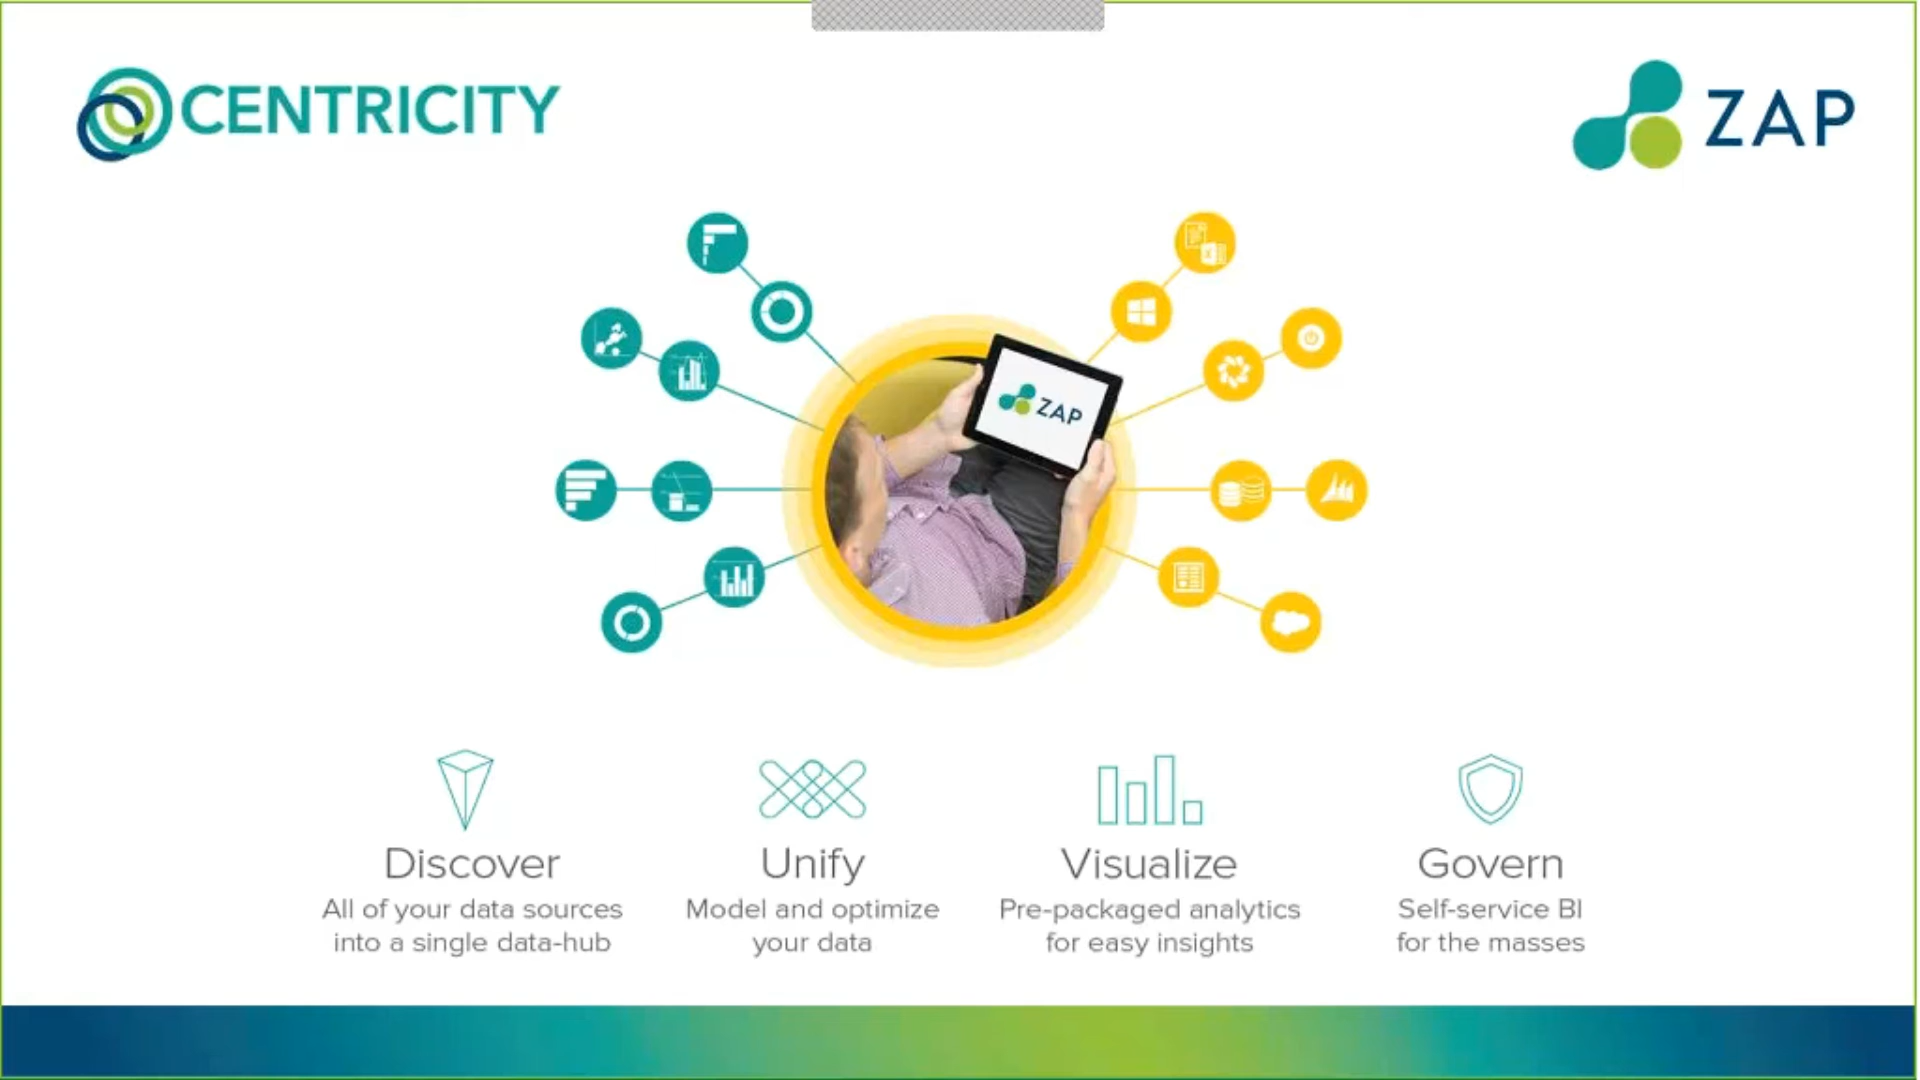 CENTRICITY
ZAP
ZAP
Discover
All of your data sources
into a single data-hub
Unify
Model and optimize
your data
Visualize
Pre-packaged analytics
for easy insights
Govern
Self-service BI
for the masses